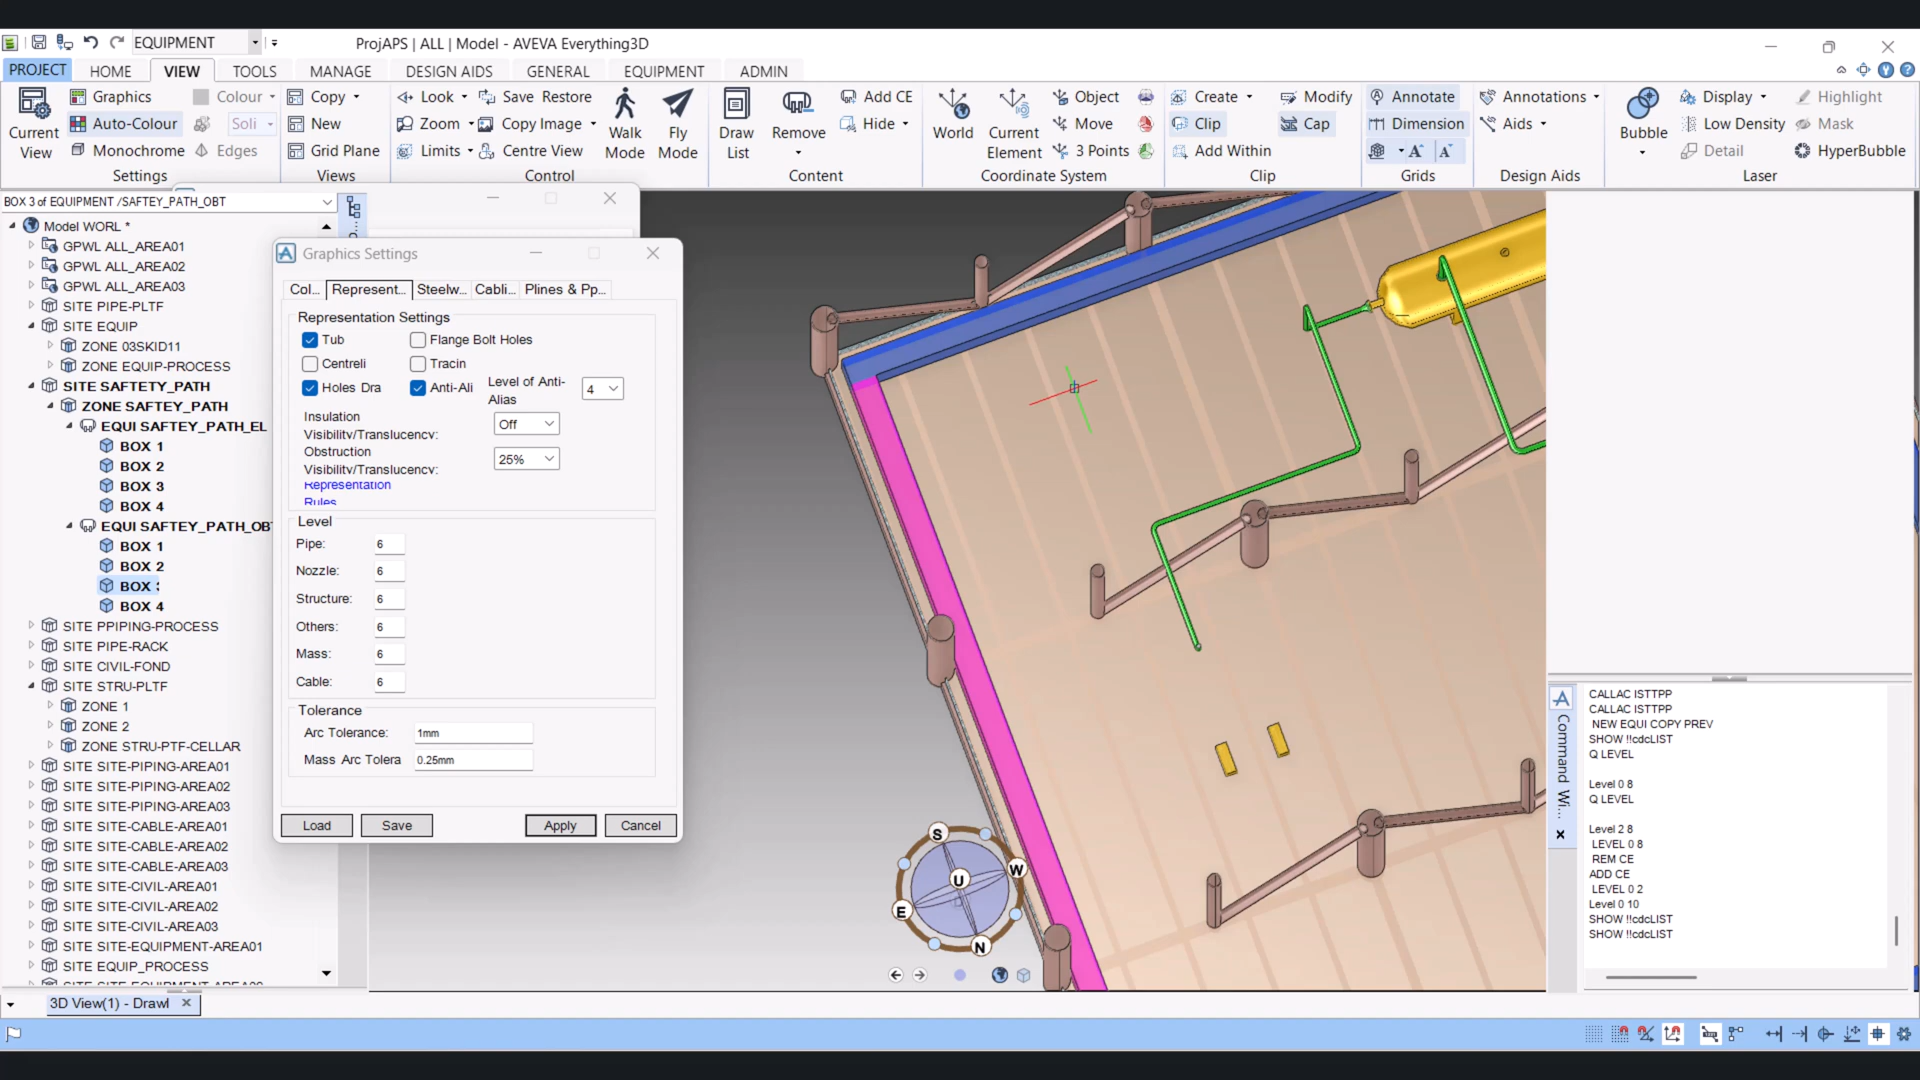 EQUIPMENT
ProjAPS | ALL | Model - AVEVA Everything3D
PROJECT HOME VIEW TOOLS MANAGE DESIGN AIDS GENERAL EQUIPMENT ADMIN
Current View
Graphics
Auto-Colour
Monochrome
Colour
Soli
Edges
Settings
Copy
New
Grid Plane
Views
Look
Zoom
Limits
Save Restore
Copy Image
Centre View
Walk Mode
Fly Mode
Control
Draw List
Remove
Add CE
Hide
Content
World
Current Element
Object
Move
3 Points
Coordinate System
Create
Clip
Add Within
Modify
Cap
Clip
Annotate
Dimension
Grids
Annotations
Aids
Design Aids
Bubble
Display
Low Density
Detail
Highlight
Mask
HyperBubble
Laser
BOX 3 of EQUIPMENT /SAFTEY_PATH_OBT
Model WORL *
GPWL ALL_AREA01
GPWL ALL_AREA02
GPWL ALL_AREA03
SITE PIPE-PLTF
SITE EQUIP
ZONE 03SKID11
ZONE EQUIP-PROCESS
SITE SAFTETY_PATH
ZONE SAFTEY_PATH
EQUI SAFTEY_PATH_EL
BOX 1
BOX 2
BOX 3
BOX 4
EQUI SAFTEY_PATH_OB
BOX 1
BOX 2
BOX
BOX 4
SITE PPIPING-PROCESS
SITE PIPE-RACK
SITE CIVIL-FOND
SITE STRU-PLTF
ZONE 1
ZONE 2
ZONE STRU-PTF-CELLAR
SITE SITE-PIPING-AREA01
SITE SITE-PIPING-AREA02
SITE SITE-PIPING-AREA03
SITE SITE-CABLE-AREA01
SITE SITE-CABLE-AREA02
SITE SITE-CABLE-AREA03
SITE SITE-CIVIL-AREA01
SITE SITE-CIVIL-AREA02
SITE SITE-CIVIL-AREA03
SITE SITE-EQUIPMENT-AREA01
SITE EQUIP_PROCESS
Graphics Settings
Col... Represent... Steelw... Cabli... Plines & Pp...
Representation Settings
Tub
Flange Bolt Holes
Centreli
Tracin
Holes Dra
Anti-Ali
Level of Anti-Alias
4
Insulation
Visibility/Translucency:
Off
Obstruction
Visibility/Translucency:
25%
Representation
Rules
Level
Pipe: 6
Nozzle: 6
Structure: 6
Others: 6
Mass: 6
Cable: 6
Tolerance
Arc Tolerance: 1mm
Mass Arc Tolera 0.25mm
Load Save Apply Cancel
S
W
U
E
N
Command Wi...
CALLAC ISTTPP
CALLAC ISTTPP
NEW EQUI COPY PREV
SHOW !!cdcLIST
Q LEVEL
Level 0 8
Q LEVEL
Level 2 8
LEVEL 0 8
REM CE
ADD CE
LEVEL 0 2
Level 0 10
SHOW !!cdcLIST
SHOW !!cdcLIST
3D View(1) - Drawl